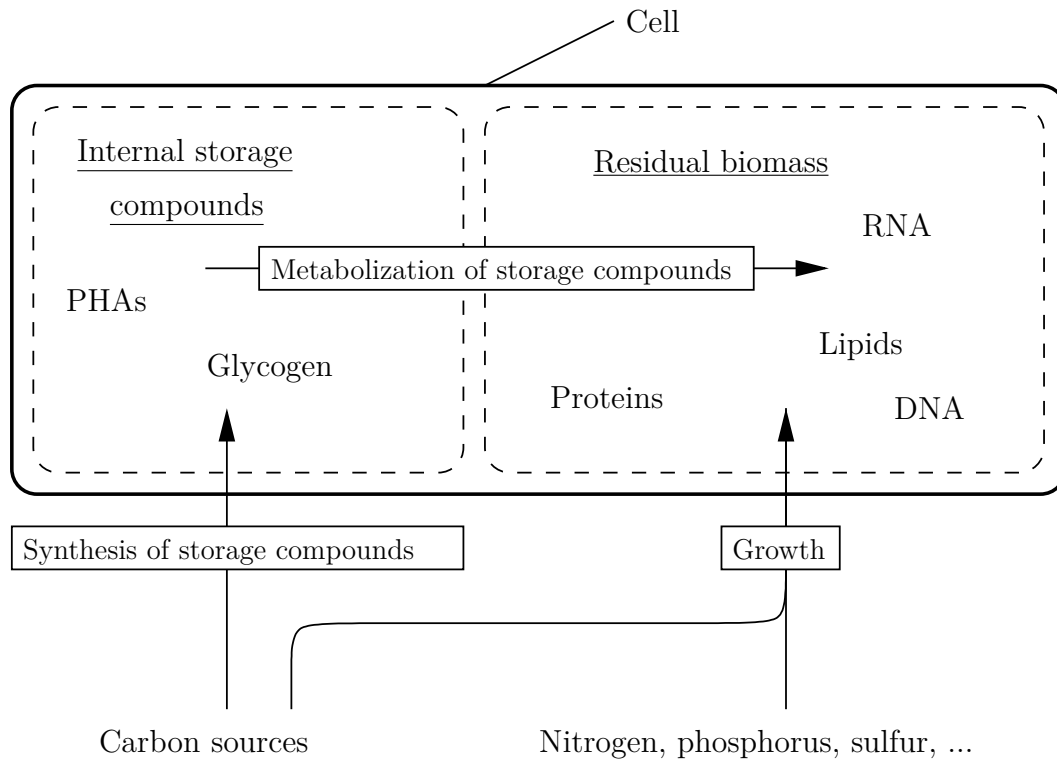 Cell
Internal storage
compounds
Residual biomass
RNA
Metabolization of storage compounds
PHAs
Lipids
Glycogen
Proteins
DNA
Synthesis of storage compounds
Growth
Carbon sources
Nitrogen, phosphorus, sulfur, ...